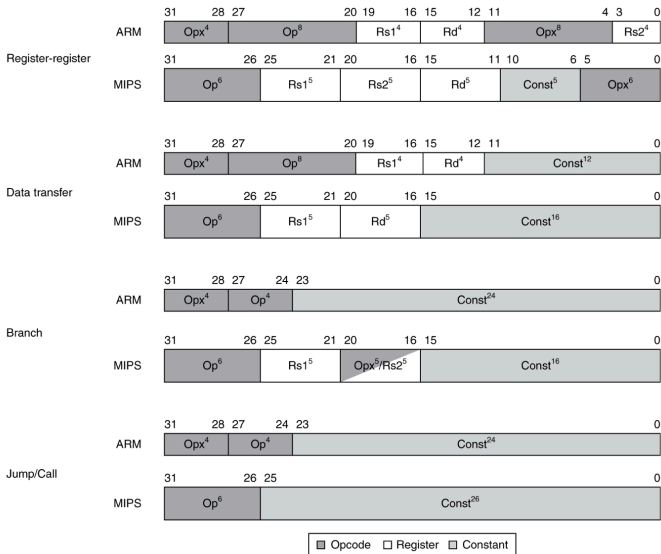 31 28 27 20 19 16 15 12 11 4 3 0
ARM Opx4 Op8 Rs14 Rd4 Opx8 Rs24
Register-register
31 26 25 21 20 16 15 11 10 6 5 0
MIPS Op6 Rs15 Rs25 Rd5 Const5 Opx6
31 28 27 20 19 16 15 12 11 0
ARM Opx4 Op8 Rs14 Rd4 Const12
Data transfer
31 26 25 21 20 16 15 0
MIPS Op6 Rs15 Rd5 Const16
31 28 27 24 23 0
ARM Opx4 Op4 Const24
Branch
31 26 25 21 20 16 15 0
MIPS Op6 Rs15 Opx5/Rs25 Const16
31 28 27 24 23 0
ARM Opx4 Op4 Const24
Jump/Call
31 26 25 0
MIPS Op6 Const26
Opcode Register Constant